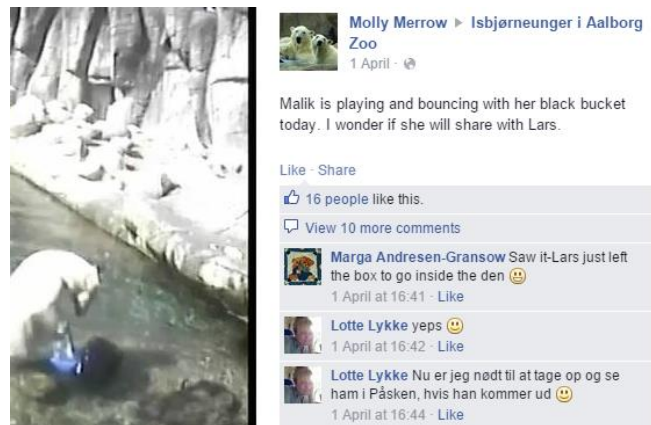 Molly Merrow ▶ Isbjørneunger i Aalborg
Zoo
1 April ·
Malik is playing and bouncing with her black bucket
today. I wonder if she will share with Lars.
Like · Share
16 people like this.
View 10 more comments
Marga Andresen-Gransow Saw it-Lars just left
the box to go inside the den
1 April at 16:41 · Like
Lotte Lykke yeps
1 April at 16:42 · Like
Lotte Lykke Nu er jeg nødt til at tage op og se
ham i Påsken, hvis han kommer ud
1 April at 16:44 · Like